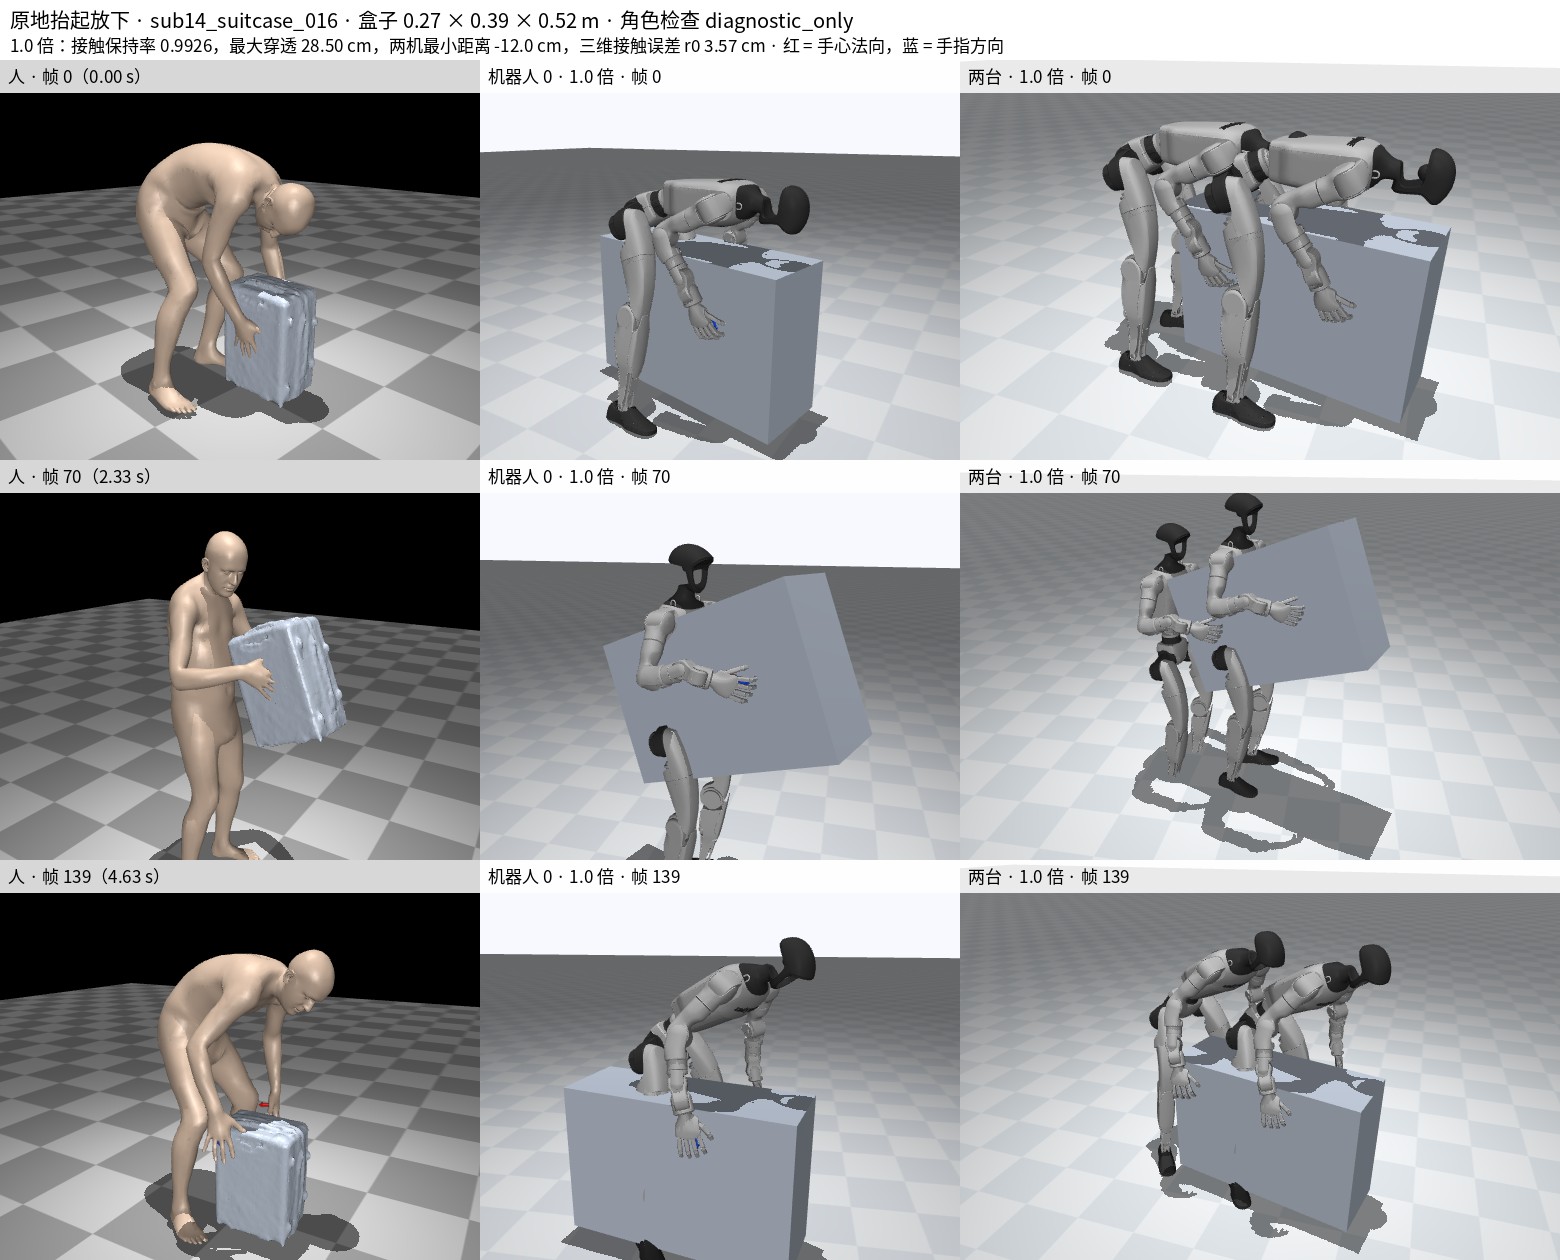 原地抬起放下 · sub14_suitcase_016 · 盒子 0.27 × 0.39 × 0.52 m · 角色检查 diagnostic_only
1.0 倍：接触保持率 0.9926，最大穿透 28.50 cm，两机最小距离 -12.0 cm，三维接触误差 r0 3.57 cm · 红 = 手心法向，蓝 = 手指方向
人 · 帧 0（0.00 s）
机器人 0 · 1.0 倍 · 帧 0
两台 · 1.0 倍 · 帧 0
人 · 帧 70（2.33 s）
机器人 0 · 1.0 倍 · 帧 70
两台 · 1.0 倍 · 帧 70
人 · 帧 139（4.63 s）
机器人 0 · 1.0 倍 · 帧 139
两台 · 1.0 倍 · 帧 139